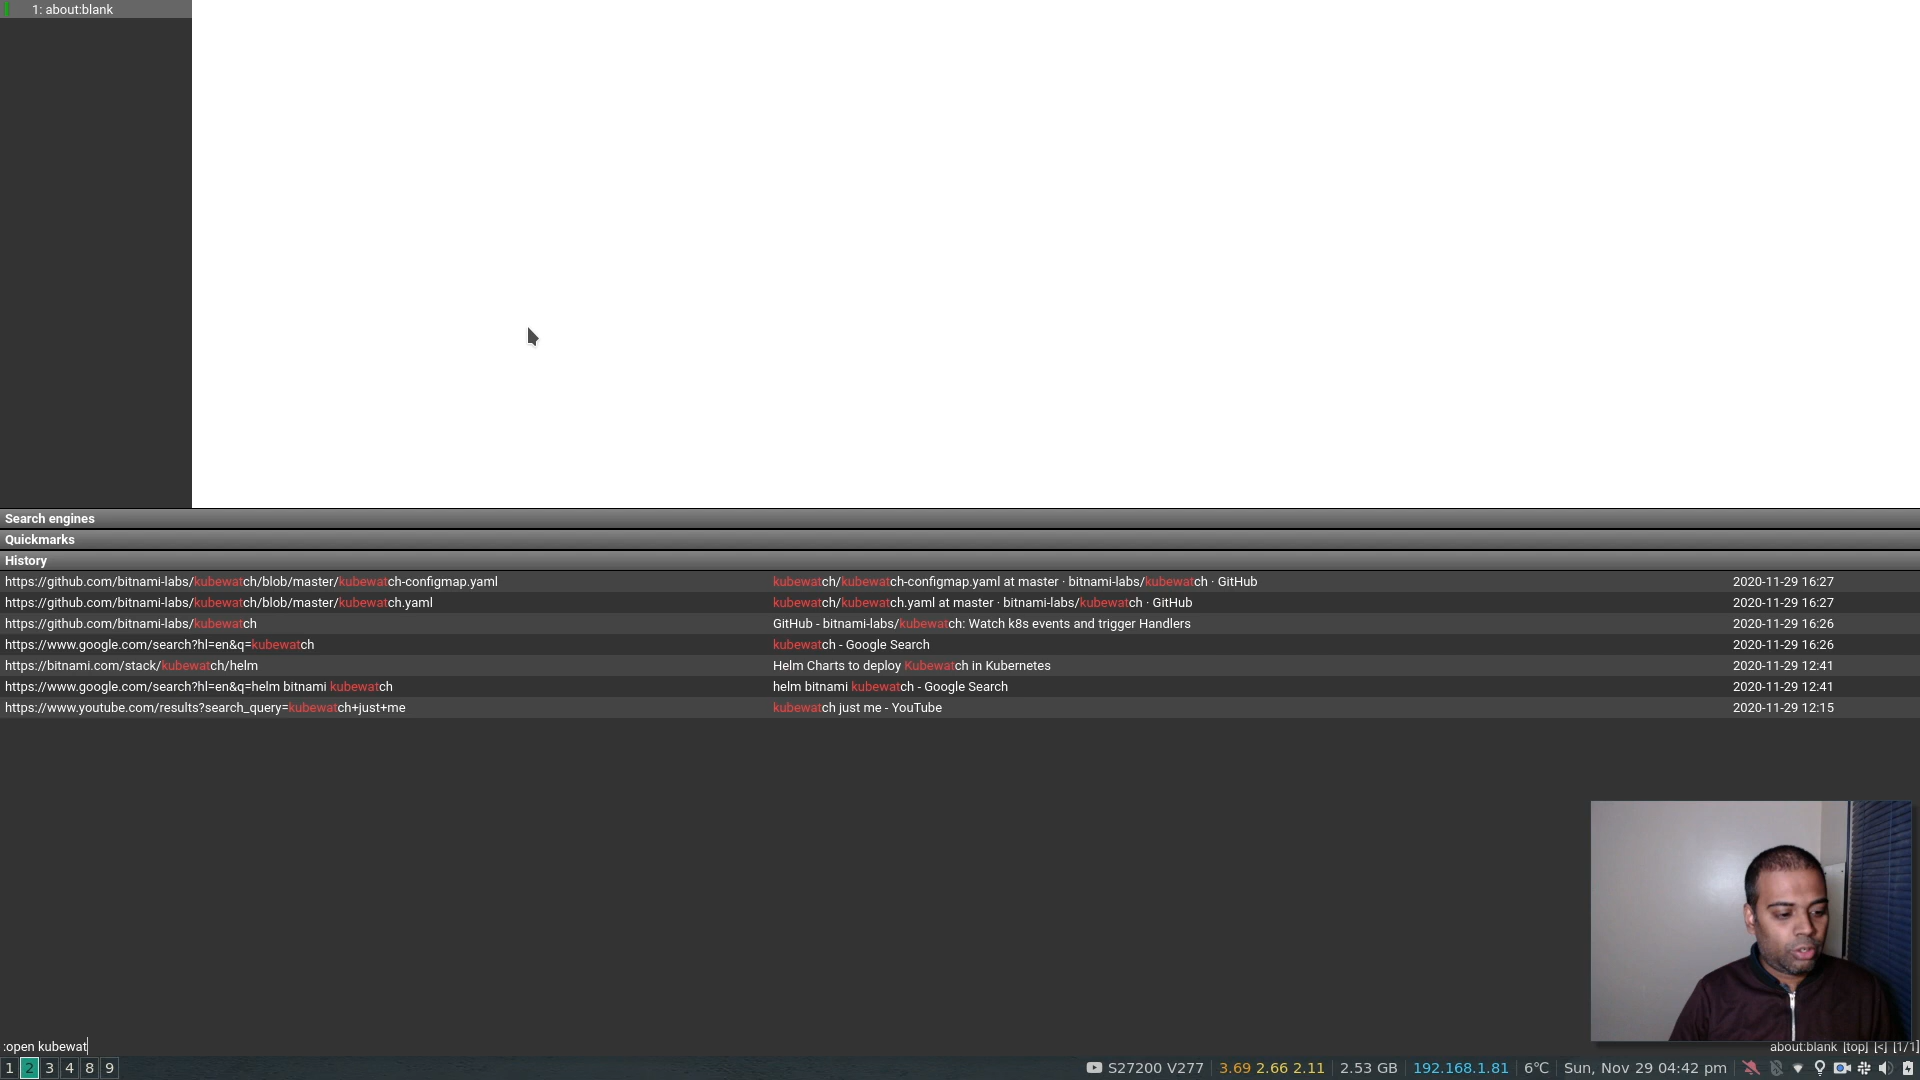 1: about:blank
Search engines
Quickmarks
History
https://github.com/bitnami-labs/kubewatch/blob/master/kubewatch-configmap.yaml kubewatch/kubewatch-configmap.yaml at master · bitnami-labs/kubewatch · GitHub 2020-11-29 16:27
https://github.com/bitnami-labs/kubewatch/blob/master/kubewatch.yaml kubewatch/kubewatch.yaml at master · bitnami-labs/kubewatch · GitHub 2020-11-29 16:27
https://github.com/bitnami-labs/kubewatch GitHub - bitnami-labs/kubewatch: Watch k8s events and trigger Handlers 2020-11-29 16:26
https://www.google.com/search?hl=en&q=kubewatch kubewatch - Google Search 2020-11-29 16:26
https://bitnami.com/stack/kubewatch/helm Helm Charts to deploy Kubewatch in Kubernetes 2020-11-29 12:41
https://www.google.com/search?hl=en&q=helm bitnami kubewatch helm bitnami kubewatch - Google Search 2020-11-29 12:41
https://www.youtube.com/results?search_query=kubewatch+just+me kubewatch just me - YouTube 2020-11-29 12:15
:open kubewat about:blank [top] [<] [1/1]
1 2 3 4 8 9 S27200 V277 3.69 2.66 2.11 2.53 GB 192.168.1.81 6°C Sun, Nov 29 04:42 pm